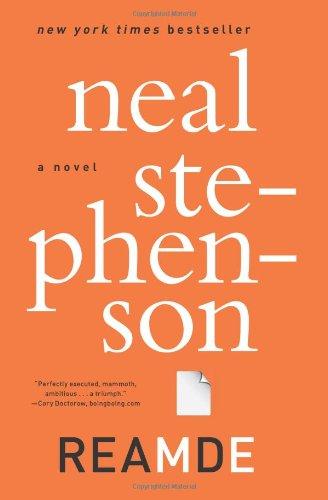 new york times bestseller
neal
a novel
ste–
phen–
son
"Perfectly executed, mammoth,
ambitious . . . a triumph."
—Cory Doctorow, boingboing.com
REAMDE